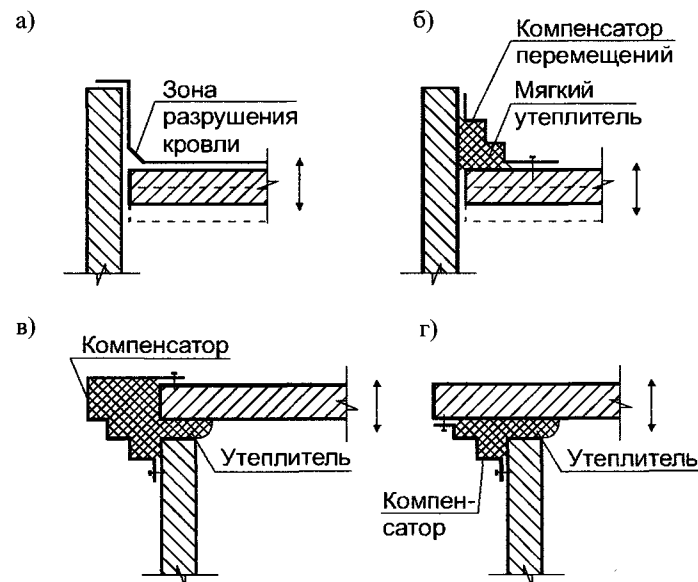 а)
Зона
разрушения
кровли
б)
Компенсатор
перемещений
Мягкий
утеплитель
в)
Компенсатор
Утеплитель
г)
Утеплитель
Компен-
сатор